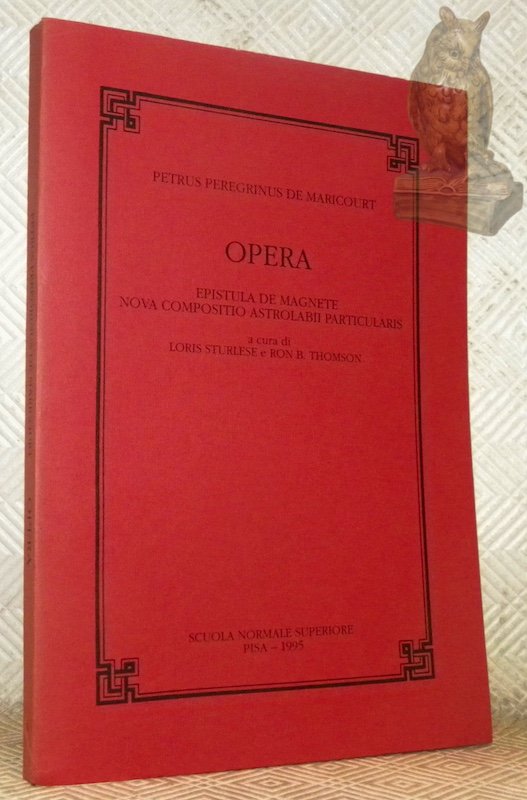 PETRUS PEREGRINUS DE MARICOURT
OPERA
EPISTULA DE MAGNETE
NOVA COMPOSITIO ASTROLABII PARTICULARIS
a cura di
LORIS STURLESE e RON B. THOMSON
SCUOLA NORMALE SUPERIORE
PISA – 1995